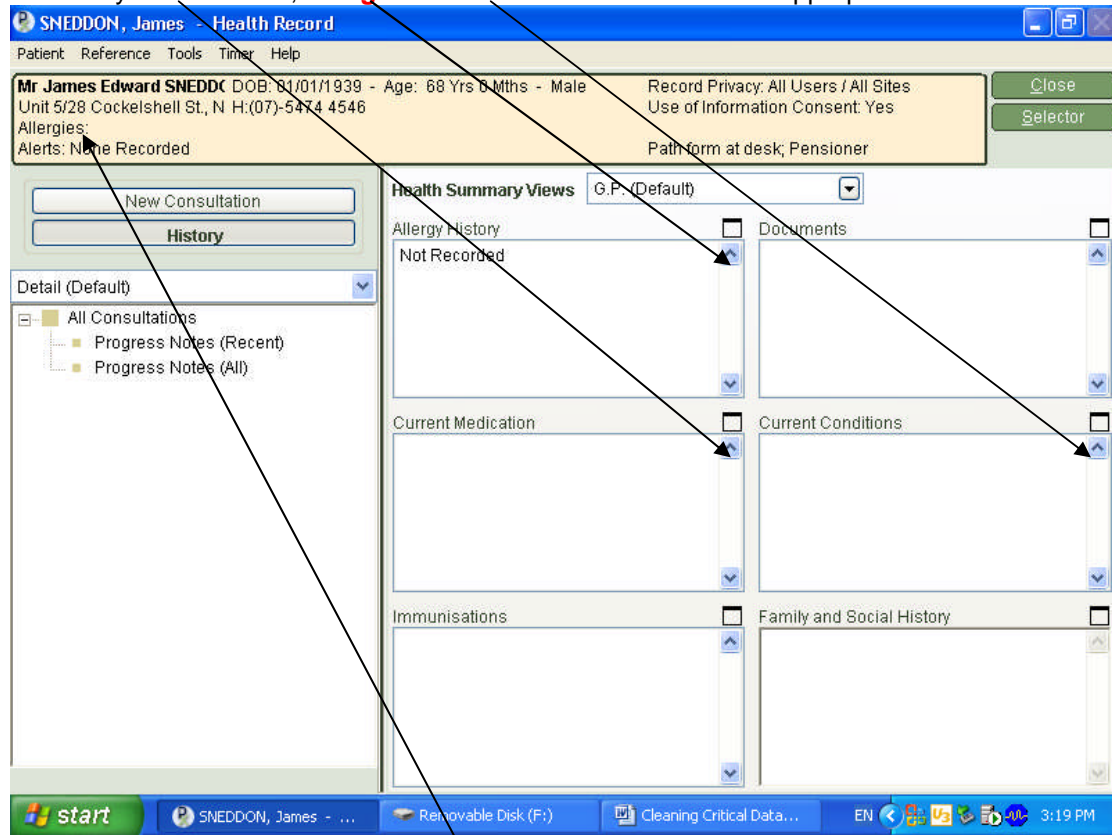 SNEDDON, James - Health Record
Patient Reference Tools Timer Help
Mr James Edward SNEDD( DOB: 01/01/1939 - Age: 68 Yrs 0 Mths - Male Record Privacy: All Users / All Sites
Unit 5/28 Cockelshell St., N H:(07)-5474 4546 Use of Information Consent: Yes
Allergies:
Alerts: None Recorded Path form at desk; Pensioner
Close
Selector
New Consultation
History
Detail (Default)
All Consultations
Progress Notes (Recent)
Progress Notes (All)
Health Summary Views G.P. (Default)
Allergy History Documents
Not Recorded
Current Medication Current Conditions
Immunisations Family and Social History
start SNEDDON, James - ... Removable Disk (F:) Cleaning Critical Data... EN U3 3:19 PM